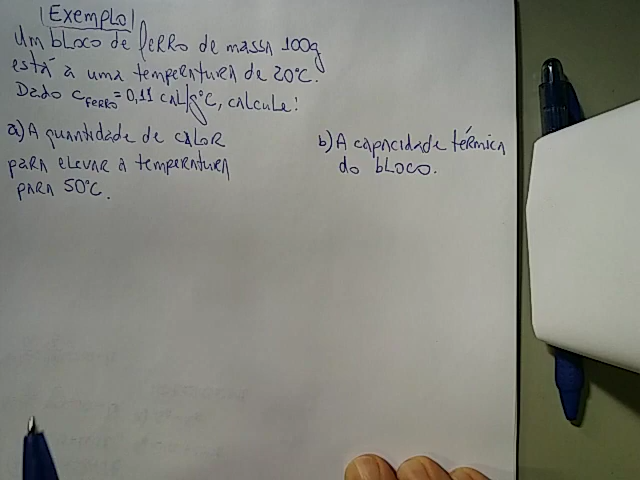 Exemplo
Um bloco de ferro de massa 100g
está a uma temperatura de 20°C.
Dado c_ferro = 0,11 cal/g°C, calcule:
a) A quantidade de calor
para elevar a temperatura
para 50°C.
b) A capacidade térmica
do bloco.